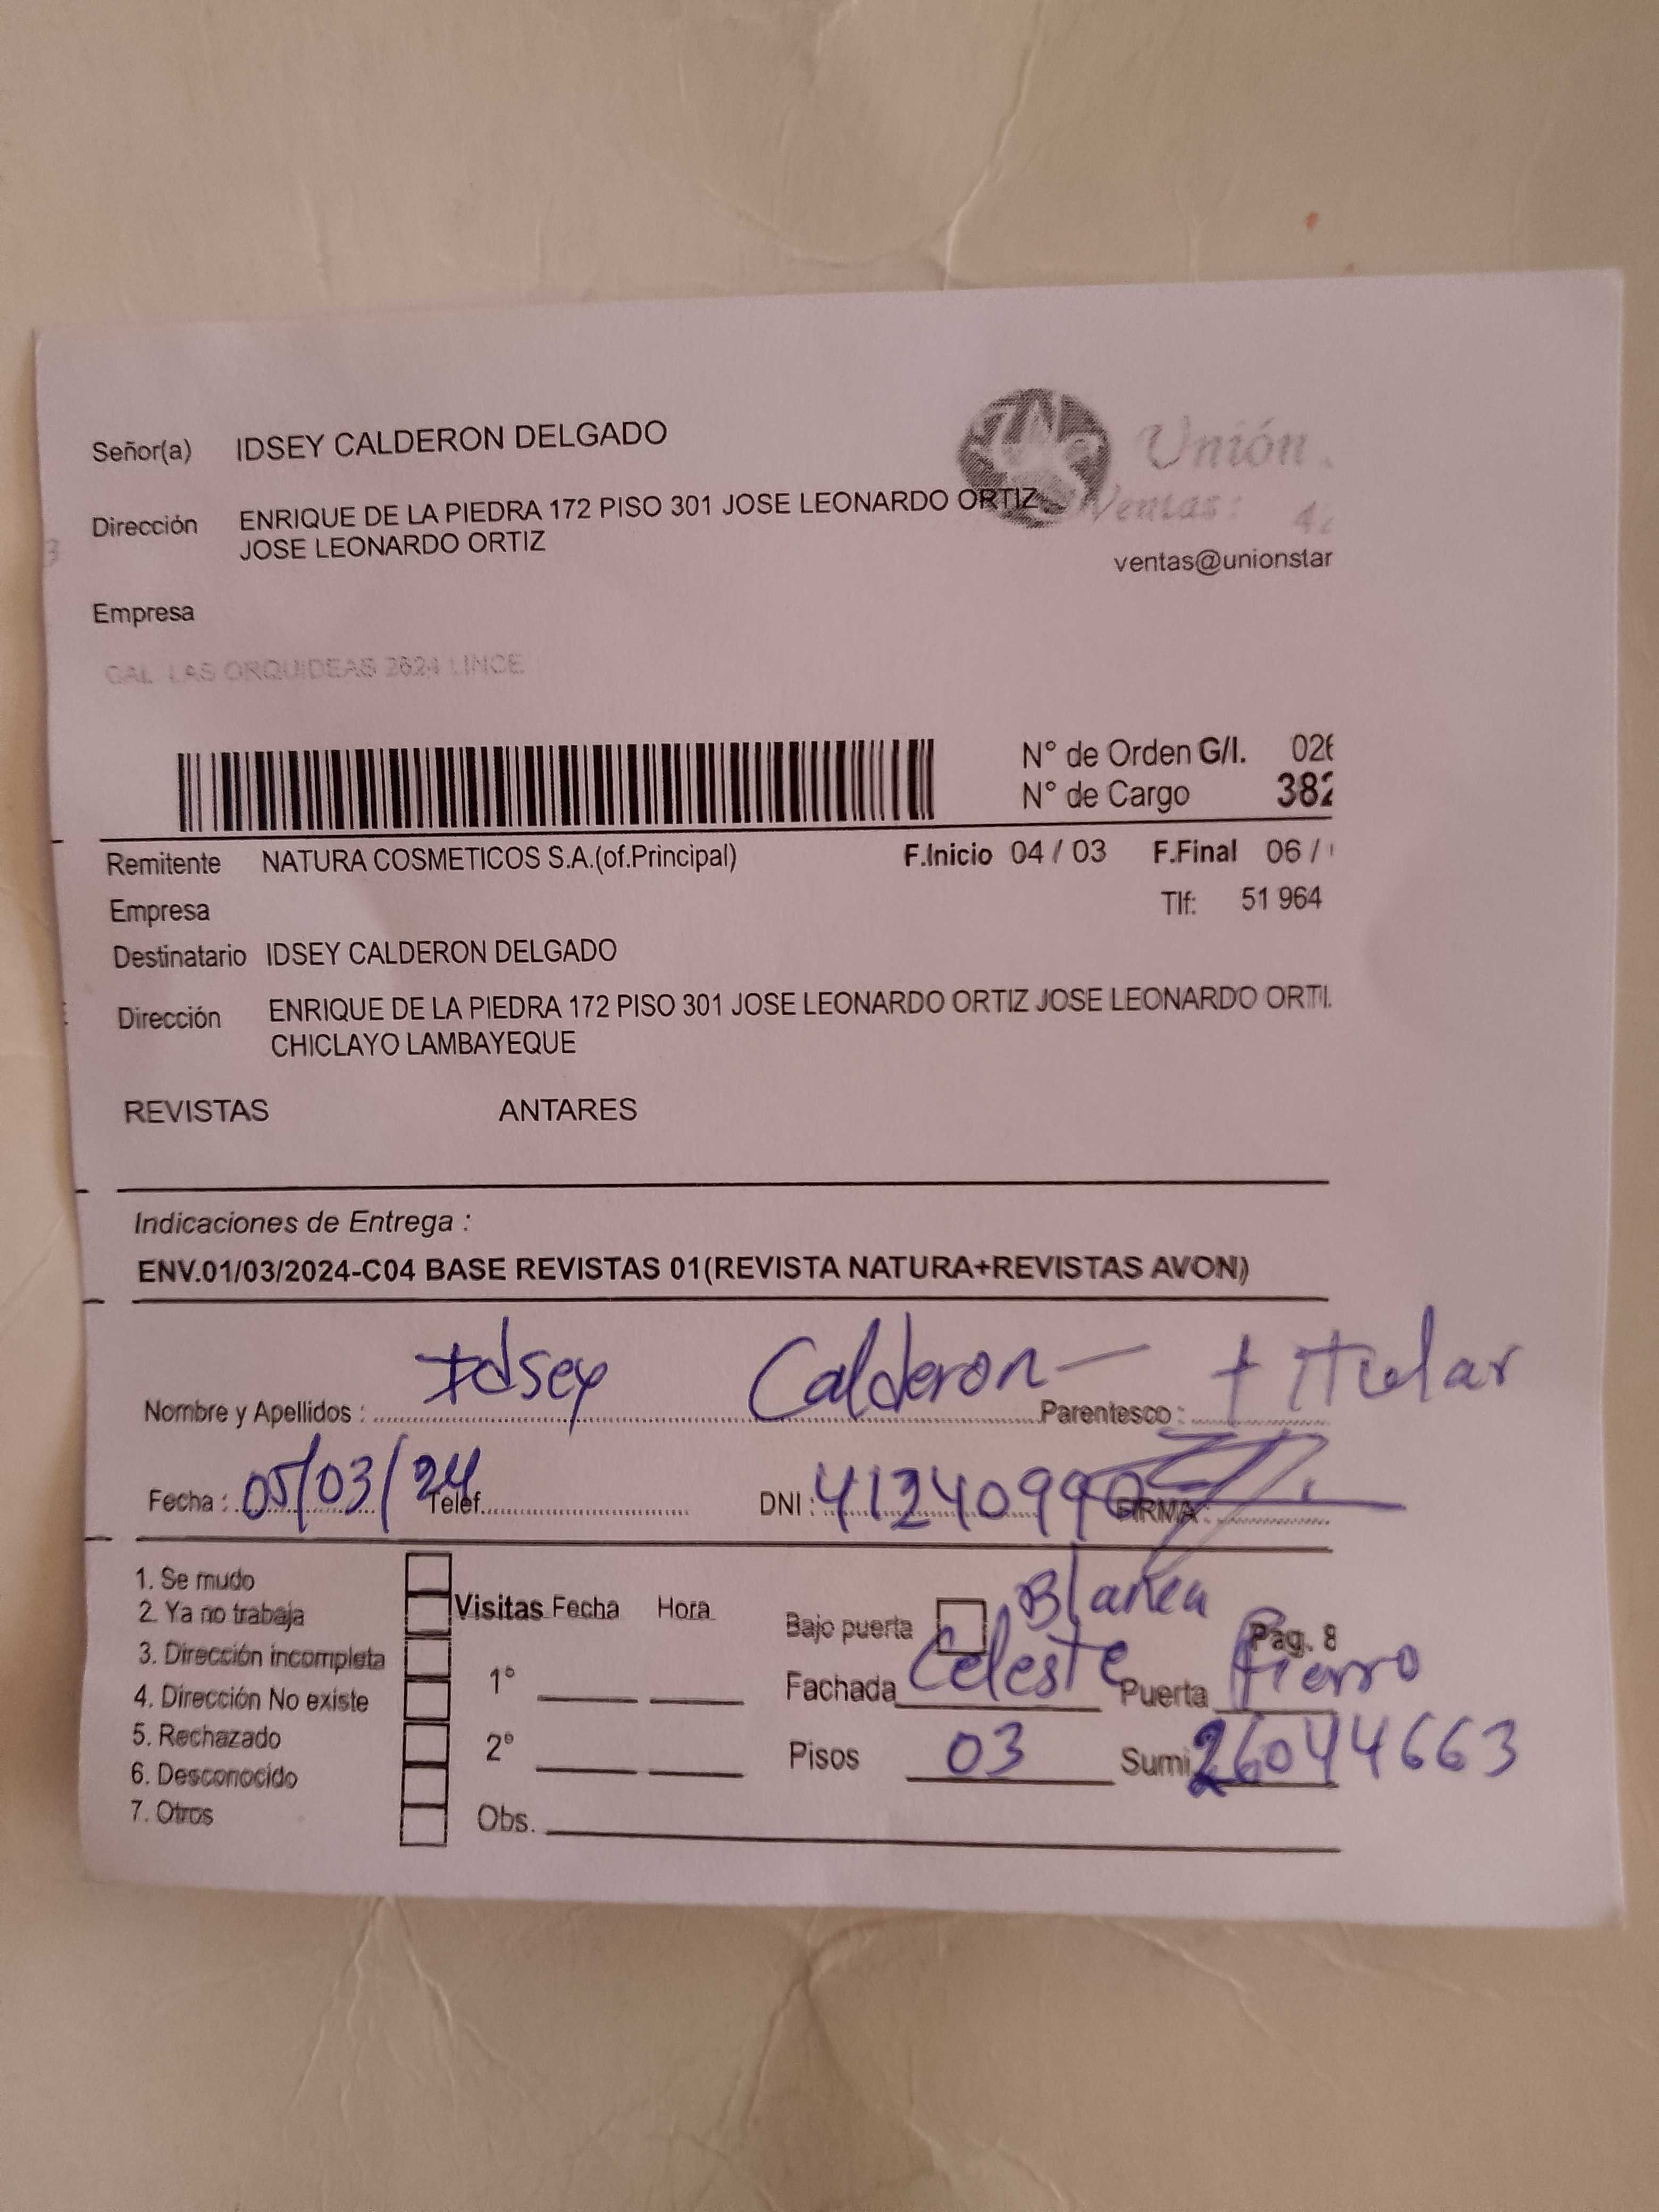 Señor(a) IDSEY CALDERON DELGADO
Unión
Dirección ENRIQUE DE LA PIEDRA 172 PISO 301 JOSE LEONARDO ORTIZ
Ventas: 42
JOSE LEONARDO ORTIZ
ventas@unionstar
Empresa
CAL LAS ORQUIDEAS 2624 LINCE
N° de Orden G/I. 026
N° de Cargo 382
Remitente NATURA COSMETICOS S.A.(of.Principal) F.Inicio 04 / 03 F.Final 06 /
Empresa Tlf: 51 964
Destinatario IDSEY CALDERON DELGADO
Dirección ENRIQUE DE LA PIEDRA 172 PISO 301 JOSE LEONARDO ORTIZ JOSE LEONARDO ORTI
CHICLAYO LAMBAYEQUE
REVISTAS ANTARES
Indicaciones de Entrega :
ENV.01/03/2024-C04 BASE REVISTAS 01(REVISTA NATURA+REVISTAS AVON)
Nombre y Apellidos : Idsey Calderon Parentesco : titular
Fecha : 05/03/24 Telef. DNI : 41240990 FIRMA :
1. Se mudo
2. Ya no trabaja
3. Dirección incompleta
4. Dirección No existe
5. Rechazado
6. Desconocido
7. Otros
Visitas Fecha Hora
1°
2°
Obs.
Bajo puerta Blanca Pag. 8
Fachada Celeste Puerta fierro
Pisos 03 Sumi 26044663